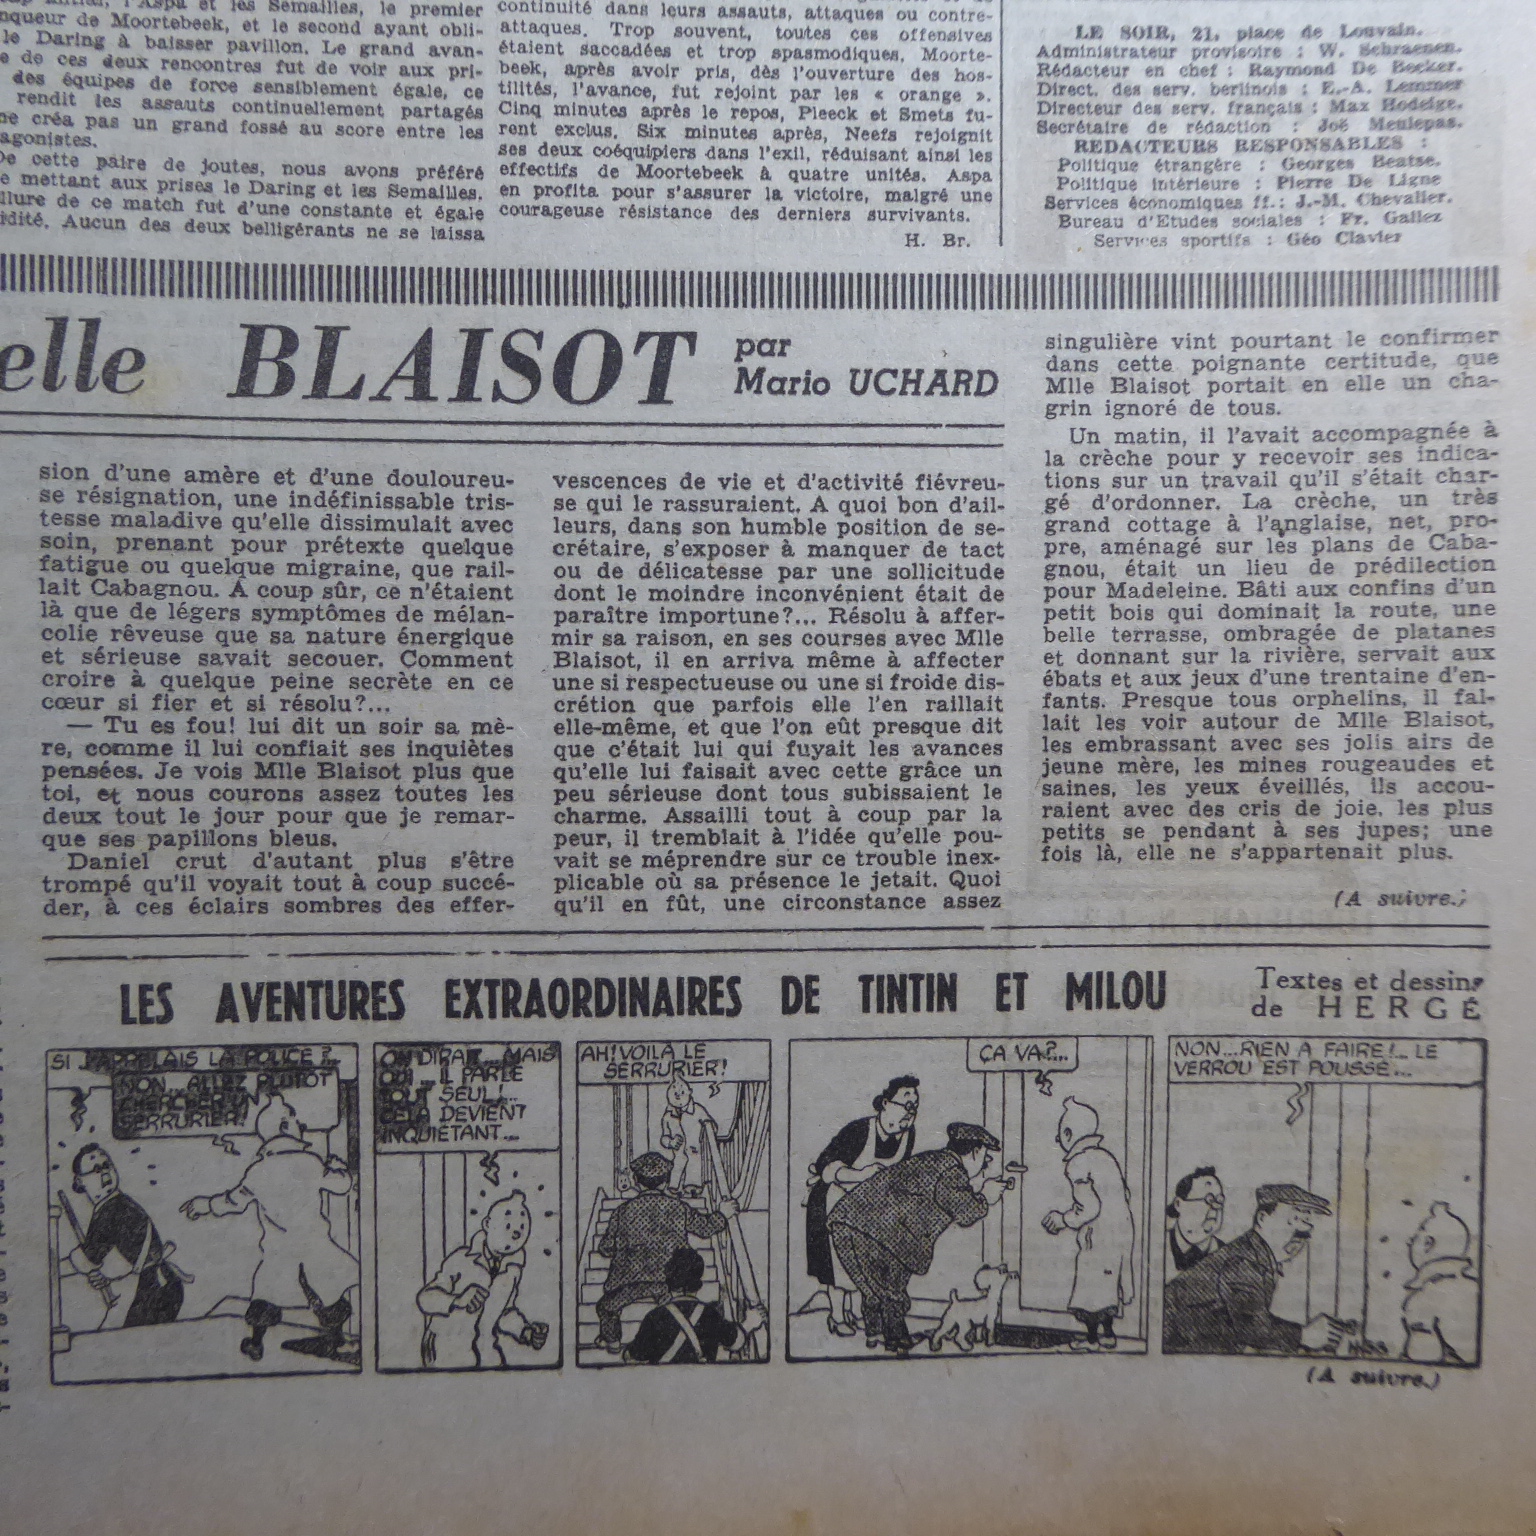 l'Aspa et les Semailles, le premier
nqueur de Moortebeek, et le second ayant obli-
le Daring à baisser pavillon. Le grand avan-
e de ces deux rencontres fut de voir aux pri-
des équipes de force sensiblement égale, ce
rendit les assauts continuellement partagés
ne créa pas un grand fossé au score entre les
agonistes.
De cette paire de joutes, nous avons préféré
e mettant aux prises le Daring et les Semailles.
llure de ce match fut d'une constante et égale
idité. Aucun des deux belligérants ne se laissa
continuité dans leurs assauts, attaques ou contre-
attaques. Trop souvent, toutes ces offensives
étaient saccadées et trop spasmodiques. Moorte-
beek, après avoir pris, dès l'ouverture des hos-
tilités, l'avance, fut rejoint par les « orange ».
Cinq minutes après le repos, Pleeck et Smets fu-
rent exclus. Six minutes après, Neefs rejoignit
ses deux coéquipiers dans l'exil, réduisant ainsi les
effectifs de Moortebeek à quatre unités. Aspa
en profita pour s'assurer la victoire, malgré une
courageuse résistance des derniers survivants.
H. Br.
LE SOIR, 21, place de Louvain.
Administrateur provisoire : W. Schraenen.
Rédacteur en chef : Raymond De Becker.
Direct. des serv. berlinois : E.-A. Lemmer
Directeur des serv. français : Max Hodeige.
Secrétaire de rédaction : Joë Meulepas.
REDACTEURS RESPONSABLES :
Politique étrangère : Georges Beatse.
Politique intérieure : Pierre De Ligne
Services économiques ff.: J.-M. Chevalier.
Bureau d'Etudes sociales : Fr. Gallez
Services sportifs : Géo Clavier
elle BLAISOT par
Mario UCHARD
sion d'une amère et d'une douloureu-
se résignation, une indéfinissable tris-
tesse maladive qu'elle dissimulait avec
soin, prenant pour prétexte quelque
fatigue ou quelque migraine, que rail-
lait Cabagnou. A coup sûr, ce n'étaient
là que de légers symptômes de mélan-
colie rêveuse que sa nature énergique
et sérieuse savait secouer. Comment
croire à quelque peine secrète en ce
cœur si fier et si résolu?...
— Tu es fou! lui dit un soir sa mè-
re, comme il lui confiait ses inquiètes
pensées. Je vois Mlle Blaisot plus que
toi, et nous courons assez toutes les
deux tout le jour pour que je remar-
que ses papillons bleus.
Daniel crut d'autant plus s'être
trompé qu'il voyait tout à coup succé-
der, à ces éclairs sombres des effer-
vescences de vie et d'activité fiévreu-
se qui le rassuraient. A quoi bon d'ail-
leurs, dans son humble position de se-
crétaire, s'exposer à manquer de tact
ou de délicatesse par une sollicitude
dont le moindre inconvénient était de
paraître importune?... Résolu à affer-
mir sa raison, en ses courses avec Mlle
Blaisot, il en arriva même à affecter
une si respectueuse ou une si froide dis-
crétion que parfois elle l'en raillait
elle-même, et que l'on eût presque dit
que c'était lui qui fuyait les avances
qu'elle lui faisait avec cette grâce un
peu sérieuse dont tous subissaient le
charme. Assailli tout à coup par la
peur, il tremblait à l'idée qu'elle pou-
vait se méprendre sur ce trouble inex-
plicable où sa présence le jetait. Quoi
qu'il en fût, une circonstance assez
singulière vint pourtant le confirmer
dans cette poignante certitude, que
Mlle Blaisot portait en elle un cha-
grin ignoré de tous.
Un matin, il l'avait accompagnée à
la crèche pour y recevoir ses indica-
tions sur un travail qu'il s'était char-
gé d'ordonner. La crèche, un très
grand cottage à l'anglaise, net, pro-
pre, aménagé sur les plans de Caba-
gnou, était un lieu de prédilection
pour Madeleine. Bâti aux confins d'un
petit bois qui dominait la route, une
belle terrasse, ombragée de platanes
et donnant sur la rivière, servait aux
ébats et aux jeux d'une trentaine d'en-
fants. Presque tous orphelins, il fal-
lait les voir autour de Mlle Blaisot,
les embrassant avec ses jolis airs de
jeune mère, les mines rougeaudes et
saines, les yeux éveillés, ils accou-
raient avec des cris de joie, les plus
petits se pendant à ses jupes; une
fois là, elle ne s'appartenait plus.
(A suivre.)
LES AVENTURES EXTRAORDINAIRES DE TINTIN ET MILOU
Textes et dessins
de HERGÉ
SI J'APPELAIS LA POLICE ?...
NON... ALLEZ PLUTOT
CHERCHER UN
SERRURIER!
ON DIRAIT... MAIS
OUI... IL PARLE
TOUT SEUL!...
CELA DEVIENT
INQUIÉTANT...
AH! VOILÀ LE
SERRURIER!
ÇA VA?...
NON... RIEN A FAIRE!... LE
VERROU EST POUSSÉ...
(A suivre.)